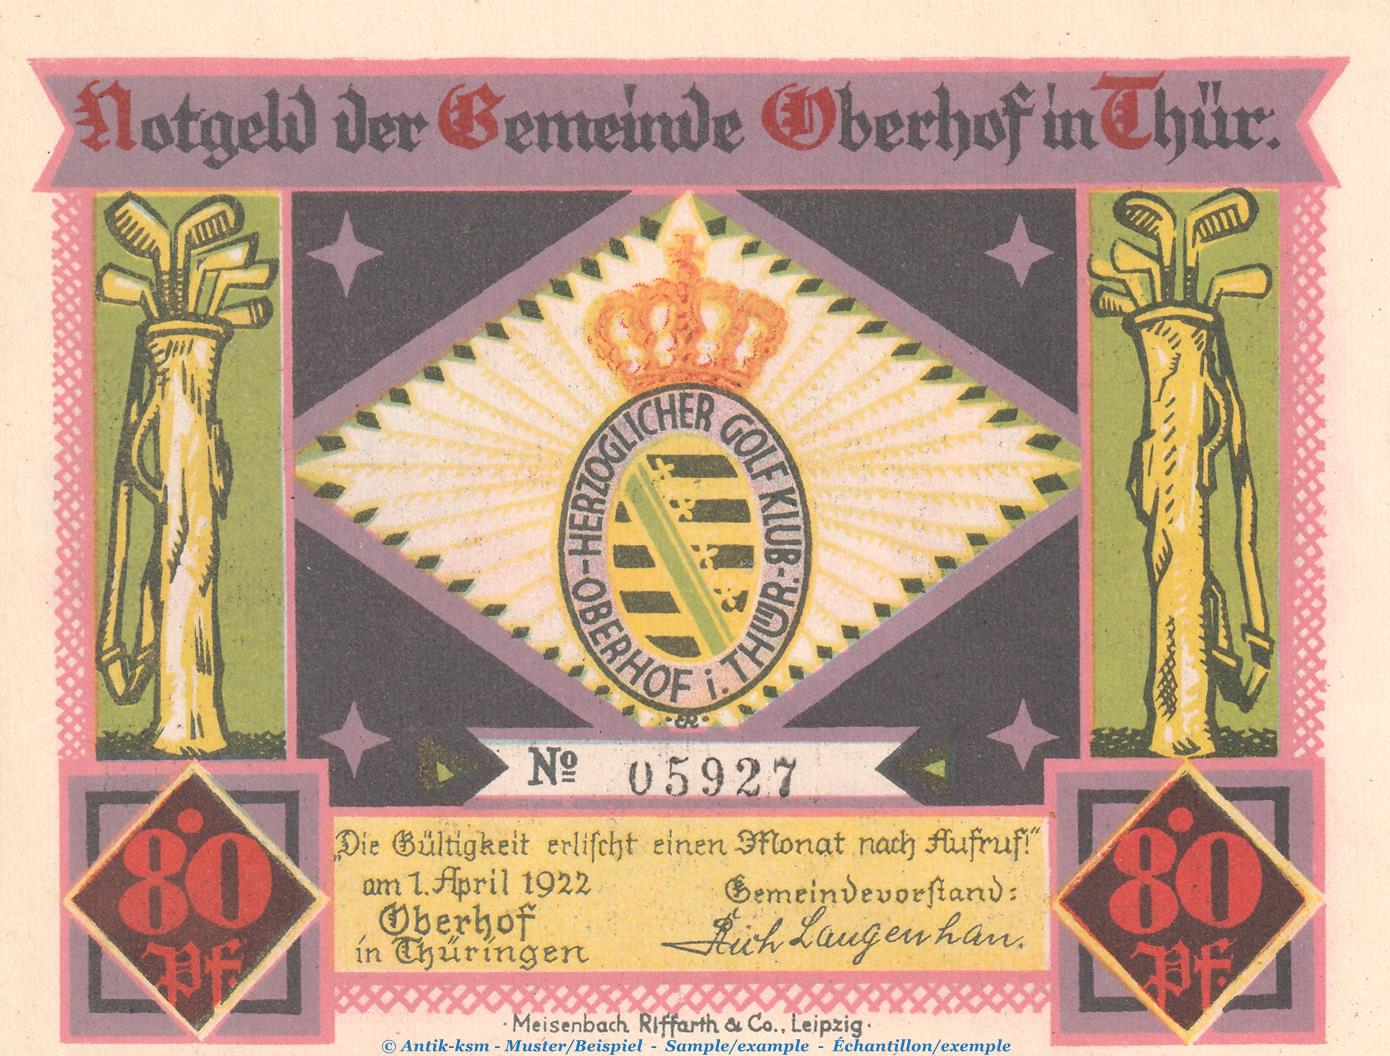 Notgeld der Gemeinde Oberhof in Thür.
HERZOGLICHER GOLF KLUB-
-OBERHOF i. THÜR.-
Nº 05927
80
Pf.
„Die Gültigkeit erlischt einen Monat nach Aufruf!“
am 1. April 1922
Oberhof
in Thüringen
Gemeindevorstand:
Langenhan.
80
Pf.
· Meisenbach Riffarth & Co., Leipzig ·
© Antik-ksm - Muster/Beispiel - Sample/example - Échantillon/exemple